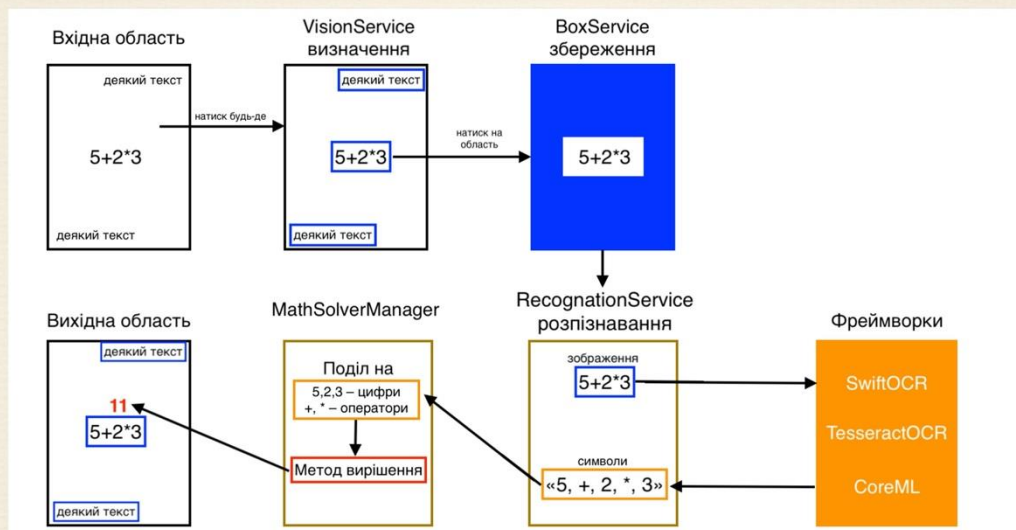 Вхідна область
деякий текст
5+2*3
деякий текст
натиск будь-де
VisionService
визначення
деякий текст
5+2*3
деякий текст
натиск на
область
BoxService
збереження
5+2*3
RecognationService
розпізнавання
зображення
5+2*3
символи
«5, +, 2, *, 3»
Фреймворки
SwiftOCR
TesseractOCR
CoreML
MathSolverManager
Поділ на
5,2,3 – цифри
+, * – оператори
Метод вирішення
Вихідна область
деякий текст
11
5+2*3
деякий текст